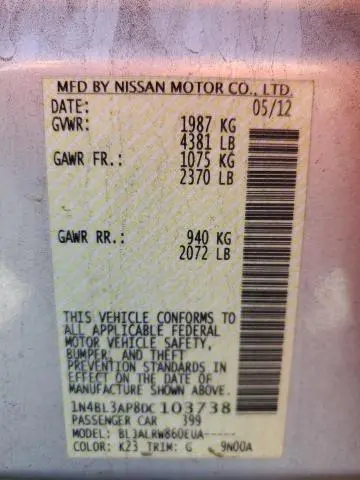 MFD BY NISSAN MOTOR CO., LTD.
DATE: 05/12
GVWR: 1987 KG
4381 LB
GAWR FR.: 1075 KG
2370 LB
GAWR RR.: 940 KG
2072 LB
THIS VEHICLE CONFORMS TO
ALL APPLICABLE FEDERAL
MOTOR VEHICLE SAFETY,
BUMPER, AND THEFT
PREVENTION STANDARDS IN
EFFECT ON THE DATE OF
MANUFACTURE SHOWN ABOVE.
1N4BL3AP8DC 103738
PASSENGER CAR 399
MODEL: BL3ALRW860EUA-----
COLOR: K23 TRIM: G 9N00A